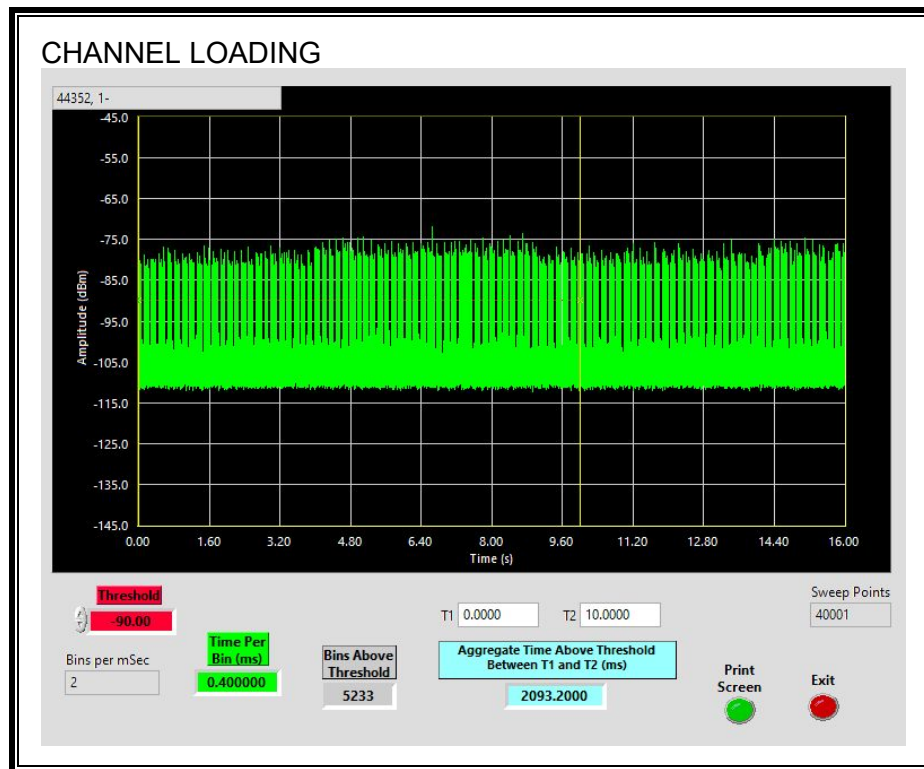 CHANNEL LOADING
44352, 1-
-45.0
-55.0
-65.0
-75.0
-85.0
-95.0
-105.0
-115.0
-125.0
-135.0
-145.0
Amplitude (dBm)
0.00 1.60 3.20 4.80 6.40 8.00 9.60 11.20 12.80 14.40 16.00
Time (s)
Threshold
-90.00
Bins per mSec
2
Time Per
Bin (ms)
0.400000
Bins Above
Threshold
5233
T1 0.0000 T2 10.0000
Aggregate Time Above Threshold
Between T1 and T2 (ms)
2093.2000
Sweep Points
40001
Print
Screen
Exit